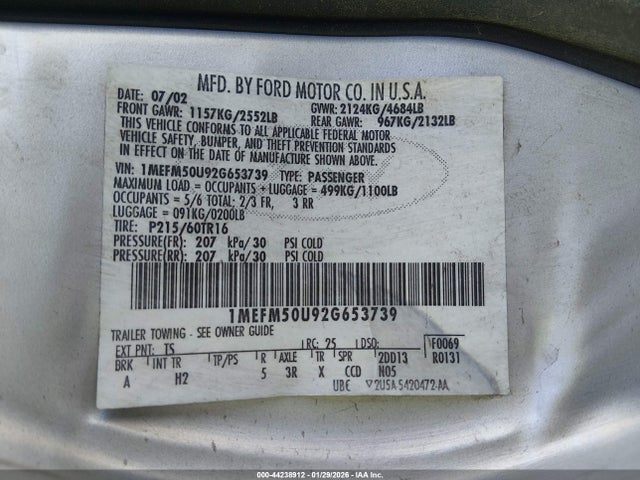 MFD. BY FORD MOTOR CO. IN U.S.A.
DATE: 07/02 GVWR: 2124KG/4684LB
FRONT GAWR: 1157KG/2552LB REAR GAWR: 967KG/2132LB
THIS VEHICLE CONFORMS TO ALL APPLICABLE FEDERAL MOTOR
VEHICLE SAFETY, BUMPER, AND THEFT PREVENTION STANDARDS
IN EFFECT ON THE DATE OF MANUFACTURE SHOWN ABOVE.
VIN: 1MEFM50U92G653739 TYPE: PASSENGER
MAXIMUM LOAD = OCCUPANTS + LUGGAGE = 499KG/1100LB
OCCUPANTS = 5/6 TOTAL: 2/3 FR, 3 RR
LUGGAGE = 091KG/0200LB
TIRE: P215/60TR16
PRESSURE(FR): 207 kPa/30 PSI COLD
PRESSURE(RR): 207 kPa/30 PSI COLD
1MEFM50U92G653739
TRAILER TOWING - SEE OWNER GUIDE
EXT PNT: TS RC: 25 DSO: F0069
BRK INT TR TP/PS R AXLE TR SPR 2DD13 R0131
A H2 5 3R X CCD N05
UBE ▽2U5A-5420472-AA
000-44238912 - 01/29/2026 - IAA Inc.